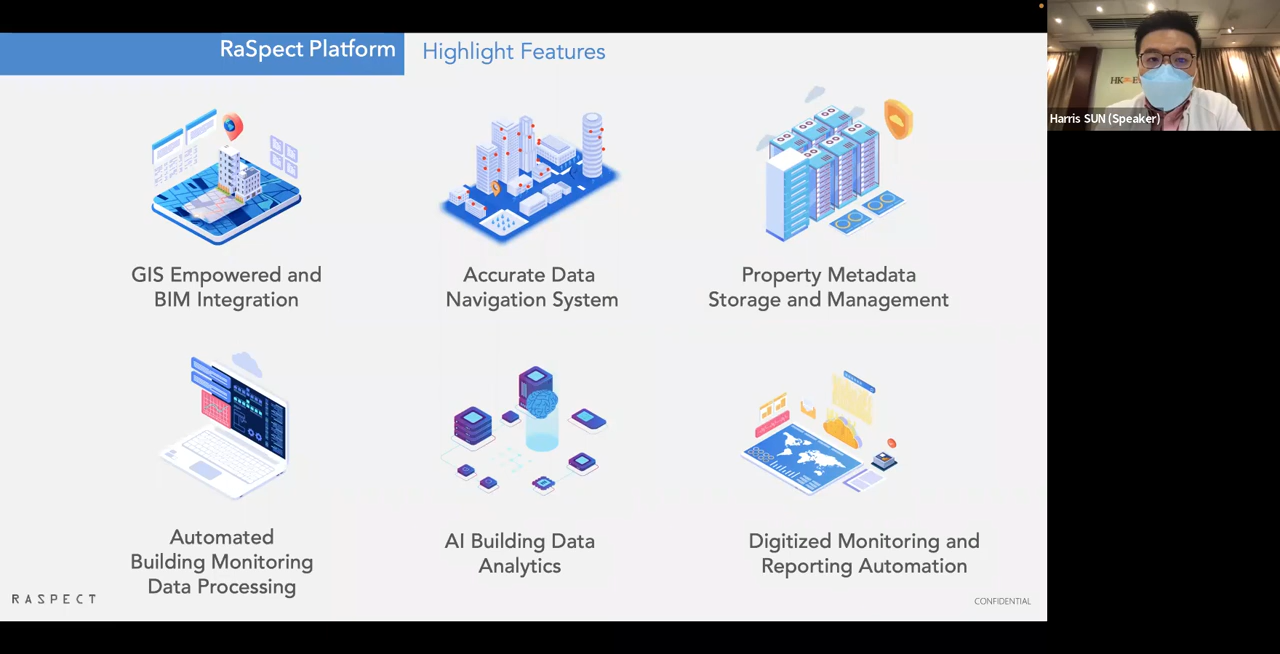 RaSpect Platform
Highlight Features
GIS Empowered and
BIM Integration
Accurate Data
Navigation System
Property Metadata
Storage and Management
Automated
Building Monitoring
Data Processing
AI Building Data
Analytics
Digitized Monitoring and
Reporting Automation
RASPECT
CONFIDENTIAL
HK
Harris SUN (Speaker)